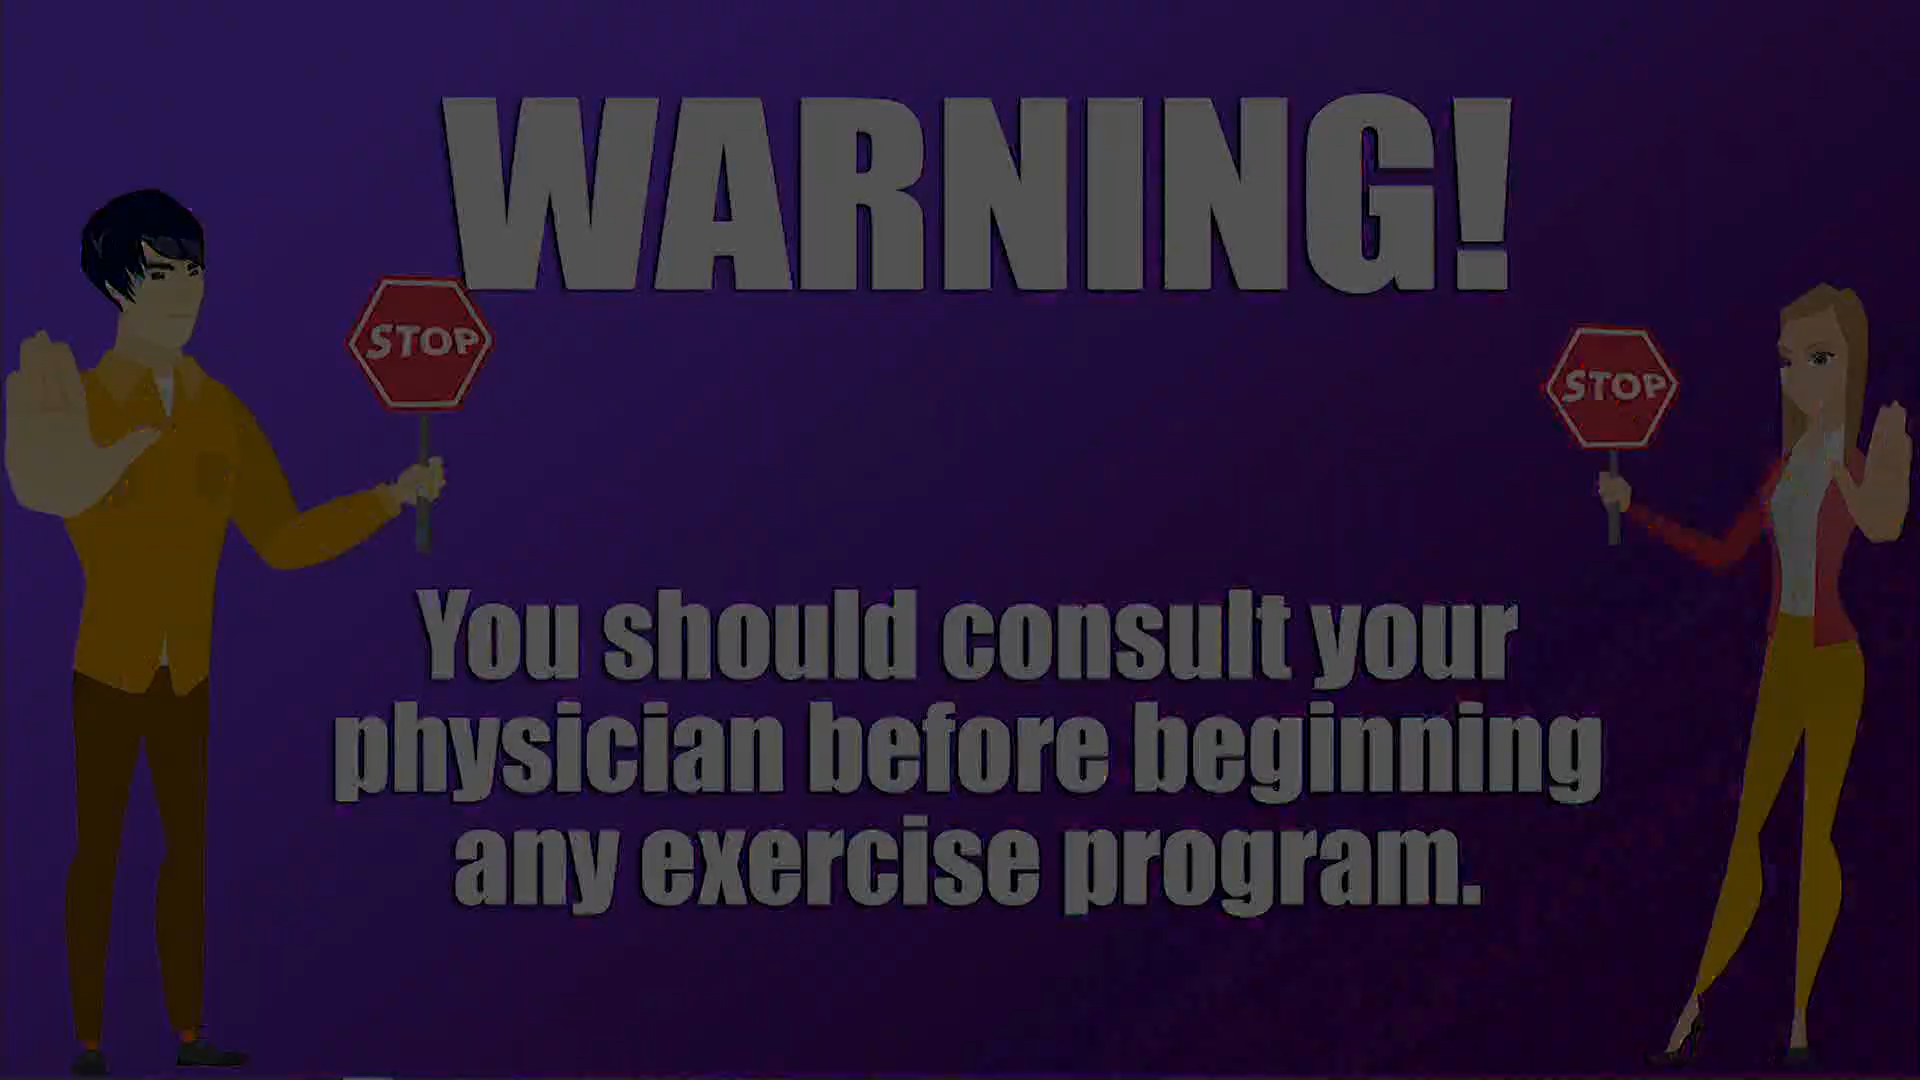 WARNING!
STOP
STOP
You should consult your
physician before beginning
any exercise program.